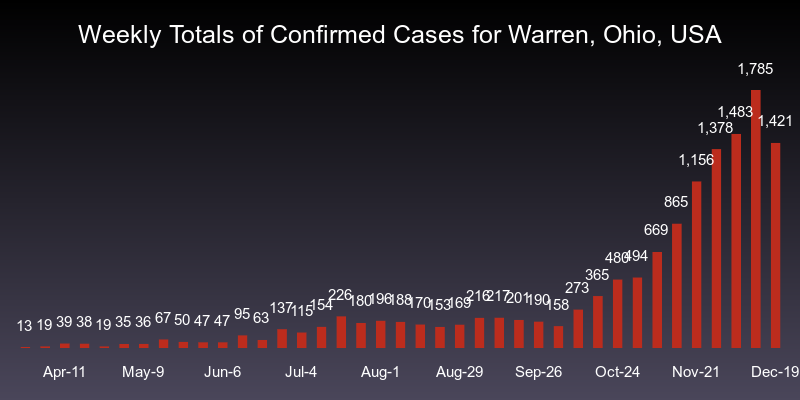 Weekly Totals of Confirmed Cases for Warren, Ohio, USA
13 19 39 38 19 35 36 67 50 47 47 95 63 137 115 154 226 180 196 188 170 153 169 216 217 201 190 158 273 365 480 494 669 865 1,156 1,378 1,483 1,785 1,421
Apr-11 May-9 Jun-6 Jul-4 Aug-1 Aug-29 Sep-26 Oct-24 Nov-21 Dec-19